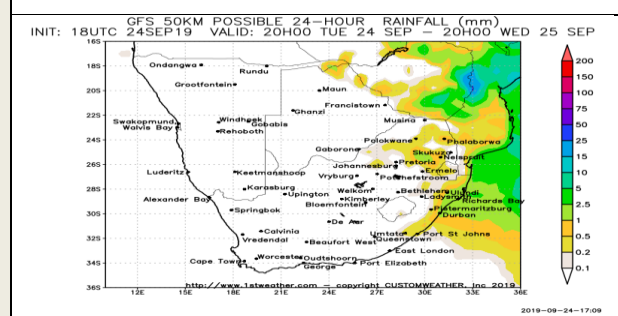 GFS 50KM POSSIBLE 24-HOUR RAINFALL (mm)
INIT: 18UTC 24SEP19 VALID: 20H00 TUE 24 SEP - 20H00 WED 25 SEP
16S
18S
20S
22S
24S
26S
28S
30S
32S
34S
36S
Ondangwa
Rundu
Grootfontein
Maun
Ghanzi
Francistown
Swakopmund
Walvis Bay
Windhoek
Gobabis
Rehoboth
Musina
Polokwane
Phalaborwa
Gaborone
Skukuza
Pretoria
Nelspruit
Johannesburg
Luderitz
Keetmanshoop
Vryburg
Potchefstroom
Ermelo
Karasburg
Upington
Welkom
Kimberley
Bethlehem
Ulundi
Ladysmith
Richards Bay
Alexander Bay
Springbok
Bloemfontein
Pietermaritzburg
Durban
De Aar
Calvinia
Vredendal
Beaufort West
Umtata
Queenstown
Port St Johns
East London
Cape Town
Worcester
Oudtshoorn
George
Port Elizabeth
http://www.1stweather.com - copyright CUSTOMWEATHER, Inc 2019
12E 15E 18E 21E 24E 27E 30E 33E 36E
200
150
100
75
50
25
15
10
5
2.5
1
0.5
0.2
0.1
2019-09-24-17:09